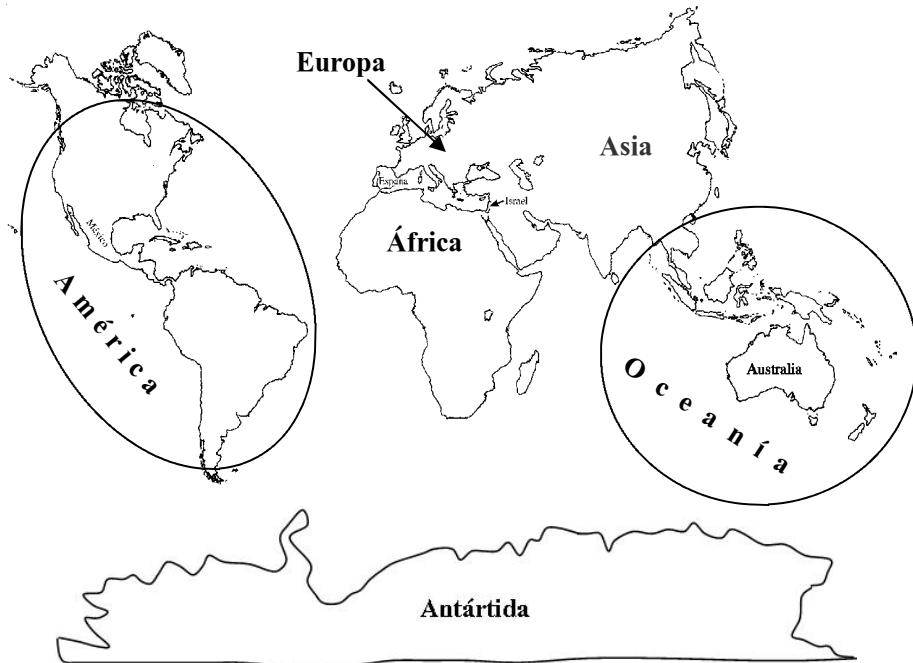 Europa
Asia
España
Israel
África
México
América
Australia
Oceanía
Antártida